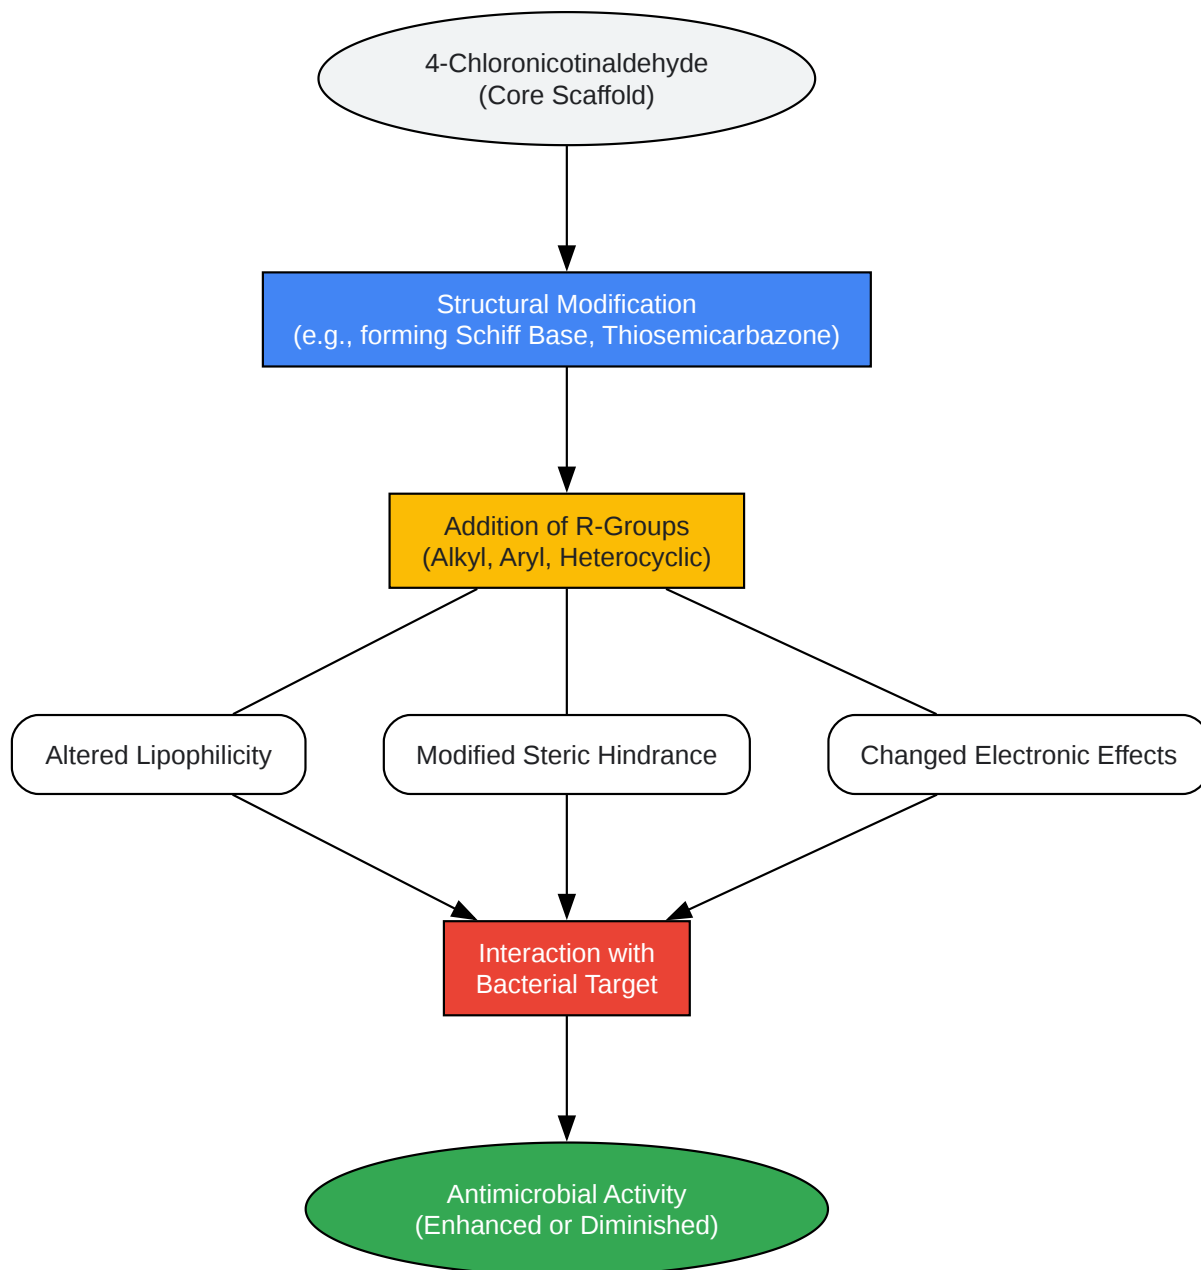 4-Chloronicotinaldehyde
(Core Scaffold)
Structural Modification
(e.g., forming Schiff Base, Thiosemicarbazone)
Addition of R-Groups
(Alkyl, Aryl, Heterocyclic)
Altered Lipophilicity
Modified Steric Hindrance
Changed Electronic Effects
Interaction with
Bacterial Target
Antimicrobial Activity
(Enhanced or Diminished)